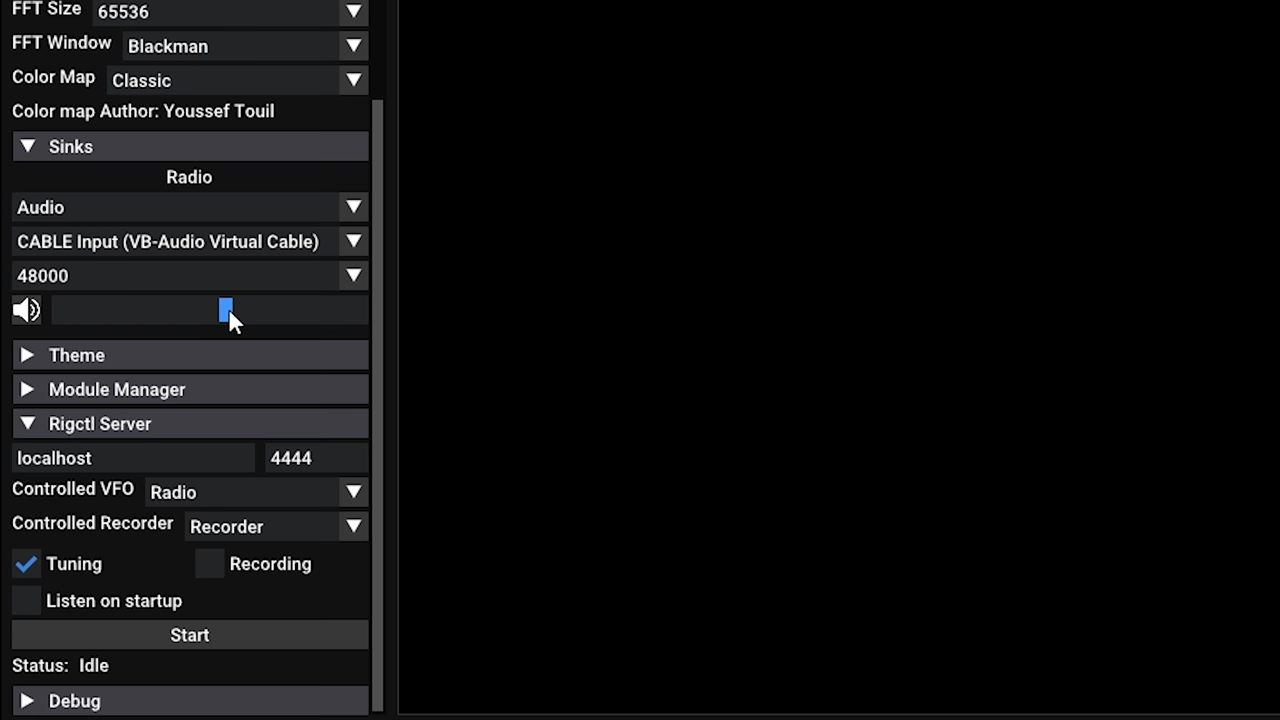 FFT Size 65536
FFT Window Blackman
Color Map Classic
Color map Author: Youssef Touil
Sinks
Radio
Audio
CABLE Input (VB-Audio Virtual Cable)
48000
Theme
Module Manager
Rigctl Server
localhost 4444
Controlled VFO Radio
Controlled Recorder Recorder
Tuning Recording
Listen on startup
Start
Status: Idle
Debug